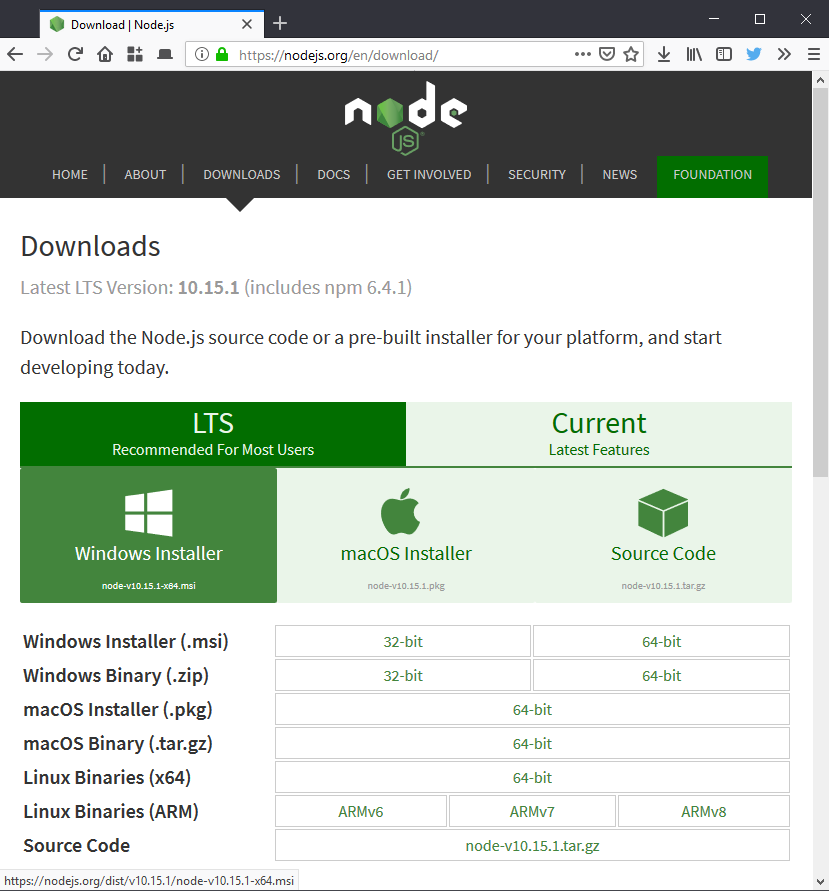 Download | Node.js
https://nodejs.org/en/download/
node
JS
HOME ABOUT DOWNLOADS DOCS GET INVOLVED SECURITY NEWS FOUNDATION
Downloads
Latest LTS Version: 10.15.1 (includes npm 6.4.1)
Download the Node.js source code or a pre-built installer for your platform, and start
developing today.
LTS
Recommended For Most Users
Current
Latest Features
Windows Installer
node-v10.15.1-x64.msi
macOS Installer
node-v10.15.1.pkg
Source Code
node-v10.15.1.tar.gz
Windows Installer (.msi) 32-bit 64-bit
Windows Binary (.zip) 32-bit 64-bit
macOS Installer (.pkg) 64-bit
macOS Binary (.tar.gz) 64-bit
Linux Binaries (x64) 64-bit
Linux Binaries (ARM) ARMv6 ARMv7 ARMv8
Source Code node-v10.15.1.tar.gz
https://nodejs.org/dist/v10.15.1/node-v10.15.1-x64.msi